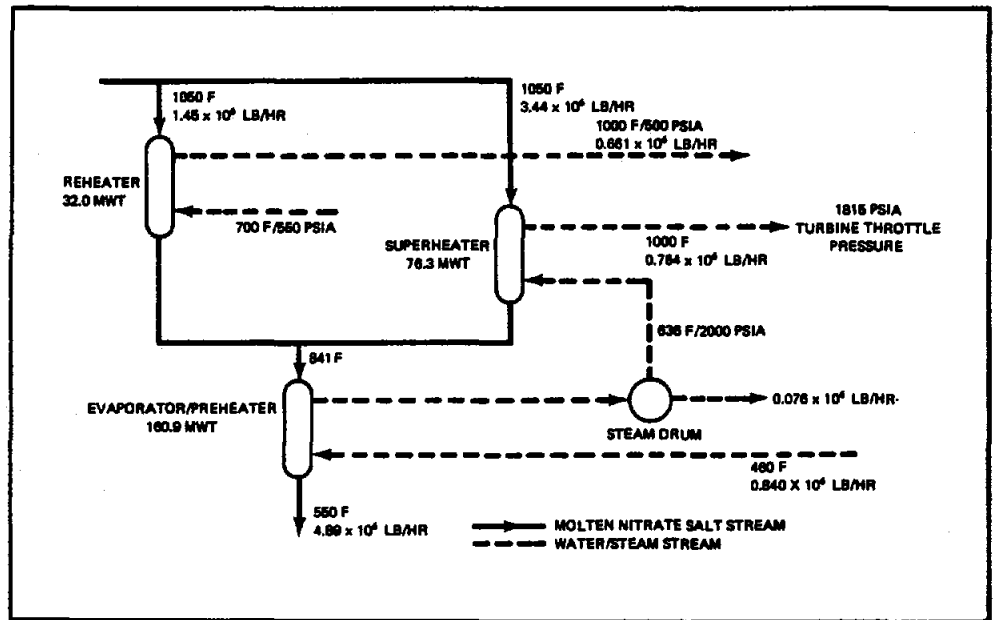 1050 F
1.45 x 10⁶ LB/HR
1050 F
3.44 x 10⁶ LB/HR
1000 F/500 PSIA
0.661 x 10⁶ LB/HR
REHEATER
32.0 MWT
700 F/550 PSIA
SUPERHEATER
76.3 MWT
1815 PSIA
TURBINE THROTTLE
PRESSURE
1000 F
0.764 x 10⁶ LB/HR
636 F/2000 PSIA
841 F
EVAPORATOR/PREHEATER
160.9 MWT
0.076 x 10⁶ LB/HR
STEAM DRUM
460 F
0.840 X 10⁶ LB/HR
550 F
4.89 x 10⁶ LB/HR
MOLTEN NITRATE SALT STREAM
WATER/STEAM STREAM